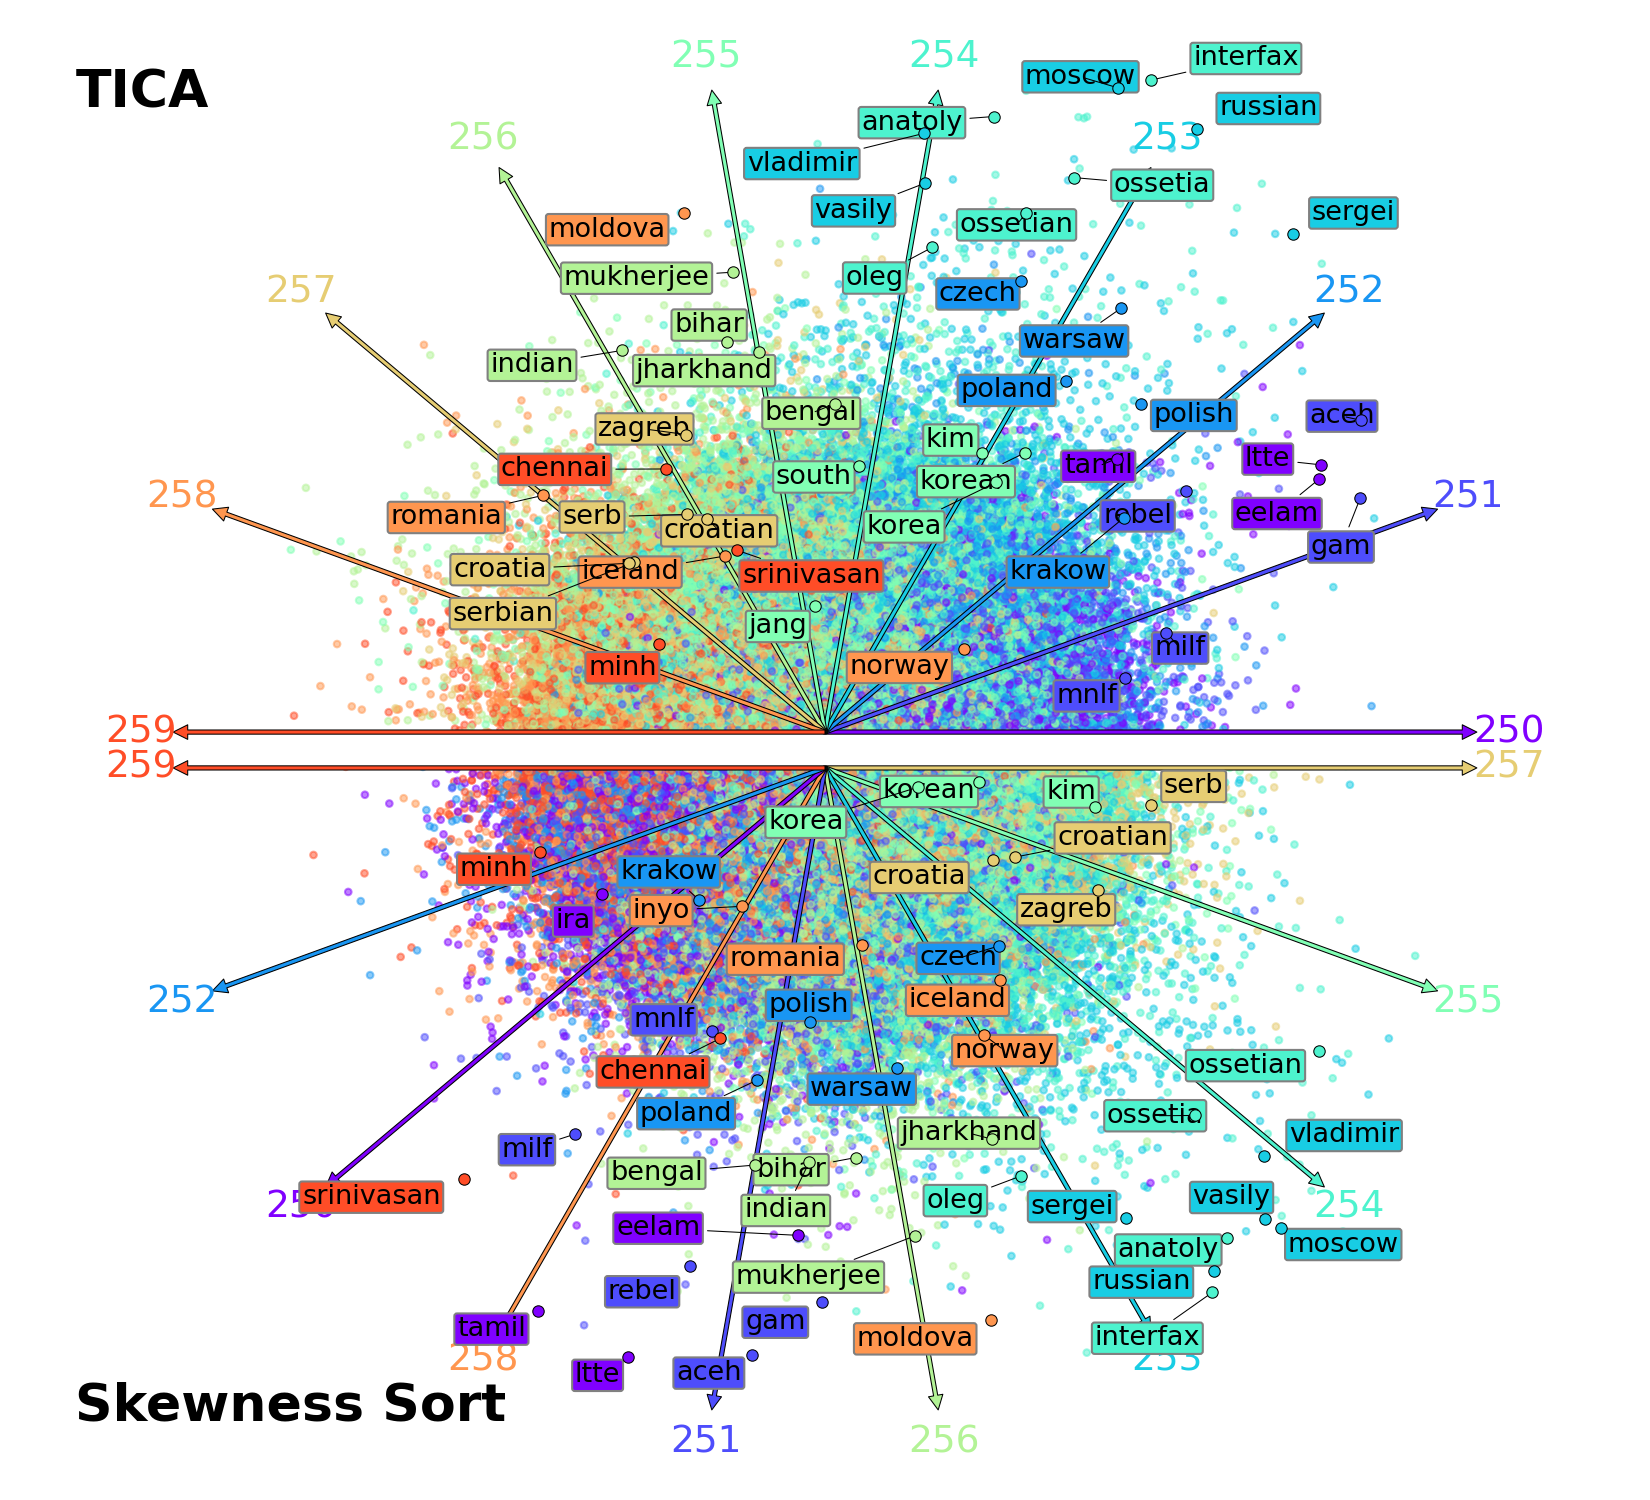 255
254
interfax
moscow
TICA
russian
anatoly
256
253
vladimir
ossetia
vasily
sergei
ossetian
moldova
mukherjee
oleg
257
czech
252
bihar
warsaw
indian
jharkhand
poland
bengal
polish
aceh
zagreb
kim
chennai
south
korean
tamil
ltte
258
251
romania
serb
croatian
korea
rebel
eelam
gam
croatia
iceland
srinivasan
krakow
serbian
jang
milf
minh
norway
mnlf
259
250
259
257
korean
kim
serb
korea
croatian
minh
krakow
croatia
ira
inyo
zagreb
romania
czech
252
polish
iceland
255
mnlf
norway
chennai
warsaw
ossetian
poland
ossetia
milf
jharkhand
vladimir
bengal
bihar
250
srinivasan
indian
oleg
sergei
vasily
254
eelam
anatoly
moscow
rebel
mukherjee
russian
tamil
gam
moldova
interfax
258
253
ltte
aceh
Skewness Sort
251
256